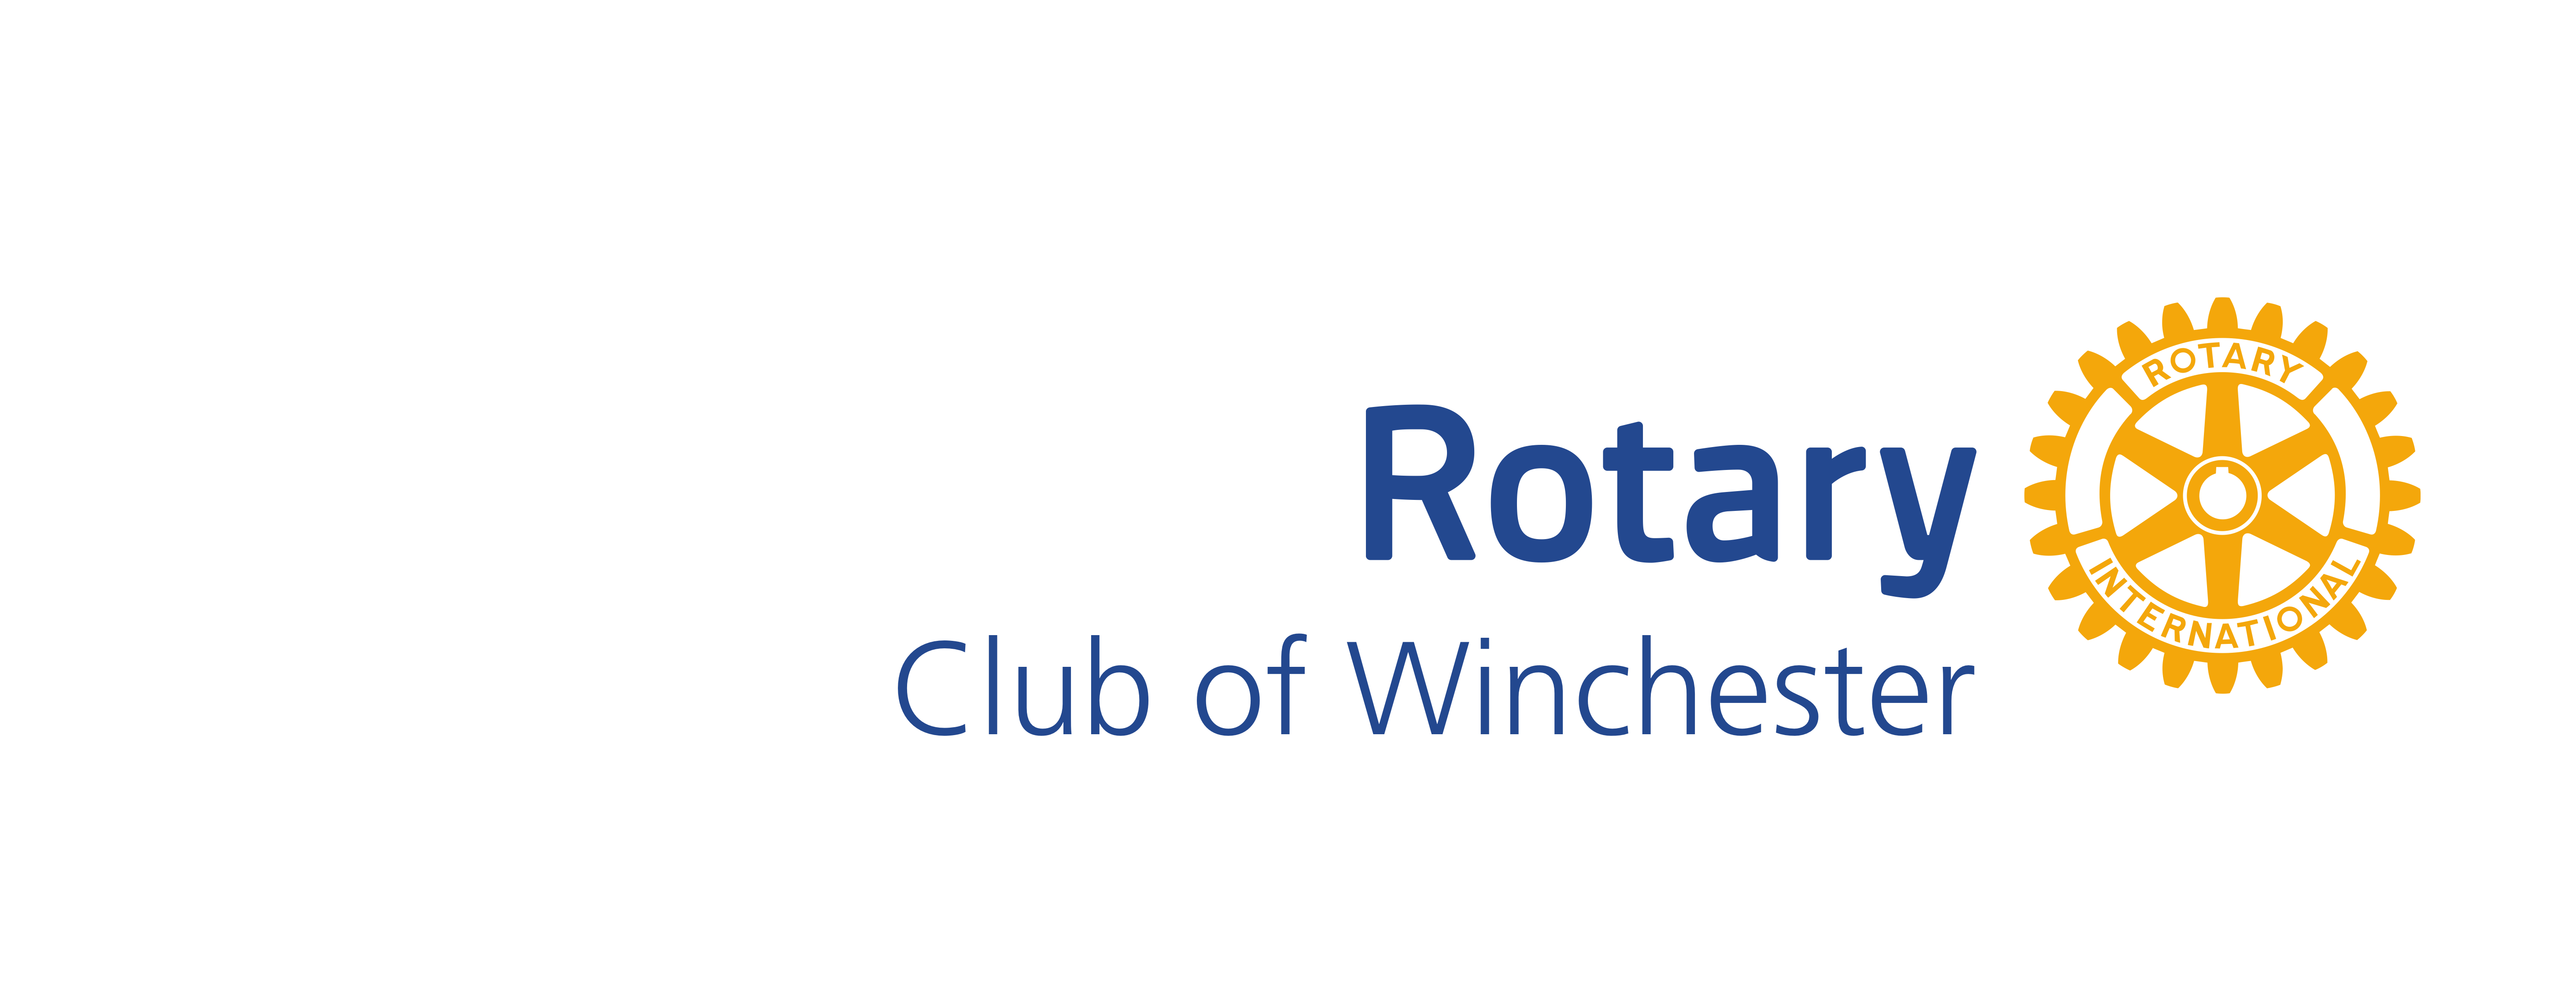 Rotary
Club of Winchester
ROTARY
INTERNATIONAL